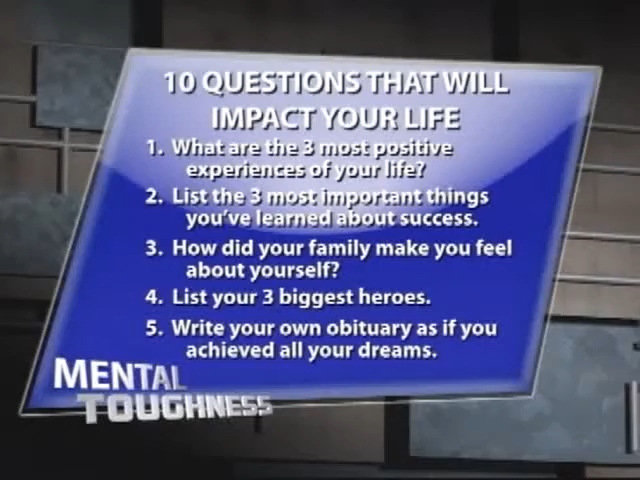 10 QUESTIONS THAT WILL
IMPACT YOUR LIFE
1. What are the 3 most positive
experiences of your life?
2. List the 3 most important things
you've learned about success.
3. How did your family make you feel
about yourself?
4. List your 3 biggest heroes.
5. Write your own obituary as if you
achieved all your dreams.
MENTAL
TOUGHNESS